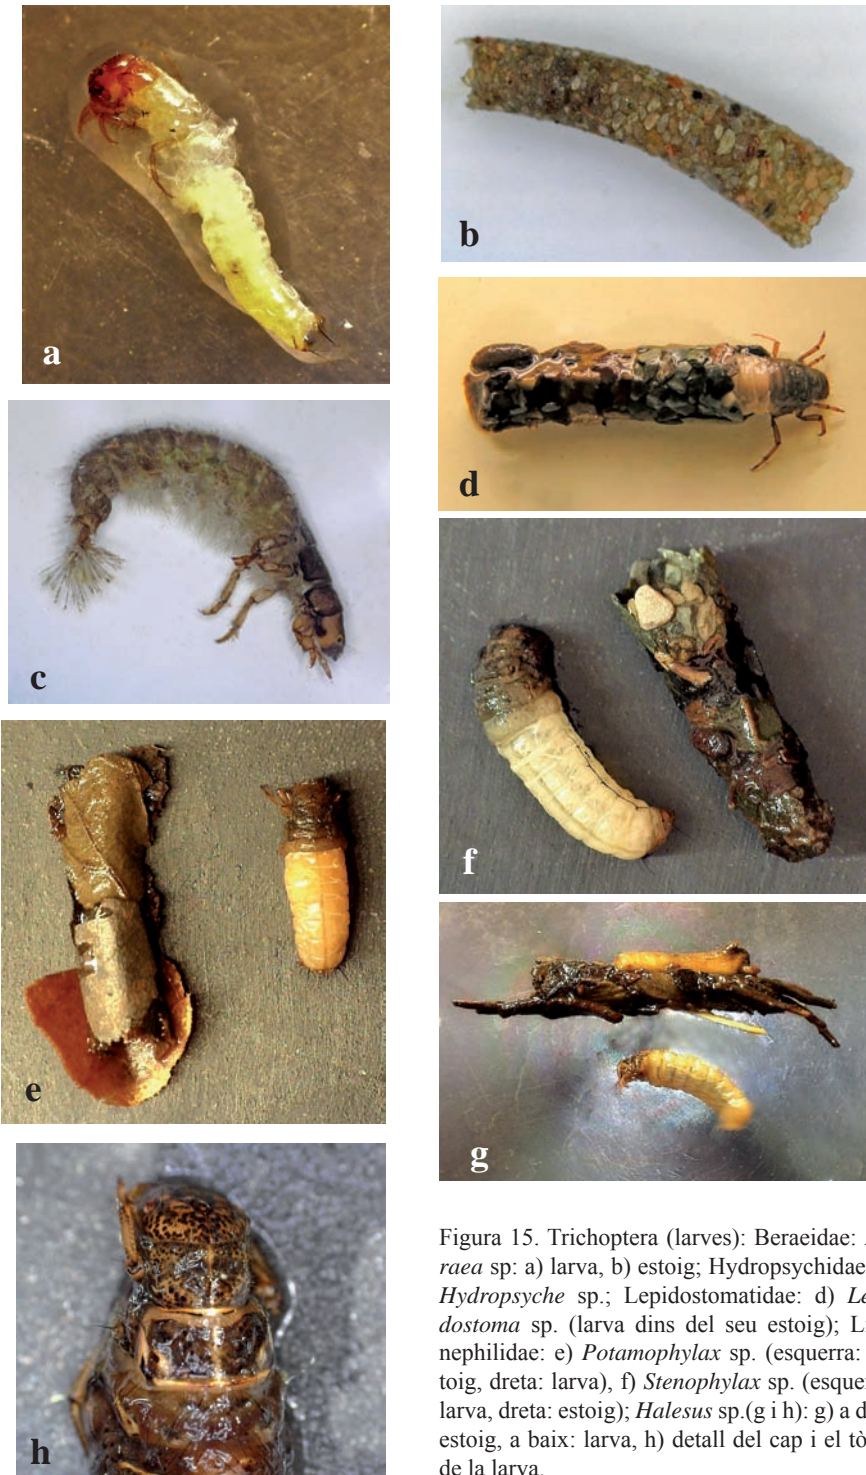 a
b
c
d
e
f
g
h
Figura 15. Trichoptera (larves): Beraeidae:
raea sp: a) larva, b) estoig; Hydropsychidae
Hydropsyche sp.; Lepidostomatidae: d) Le
dostoma sp. (larva dins del seu estoig); L
nephilidae: e) Potamophylax sp. (esquerra:
toig, dreta: larva), f) Stenophylax sp. (esquer
larva, dreta: estoig); Halesus sp.(g i h): g) a d
estoig, a baix: larva, h) detall del cap i el tò
de la larva.